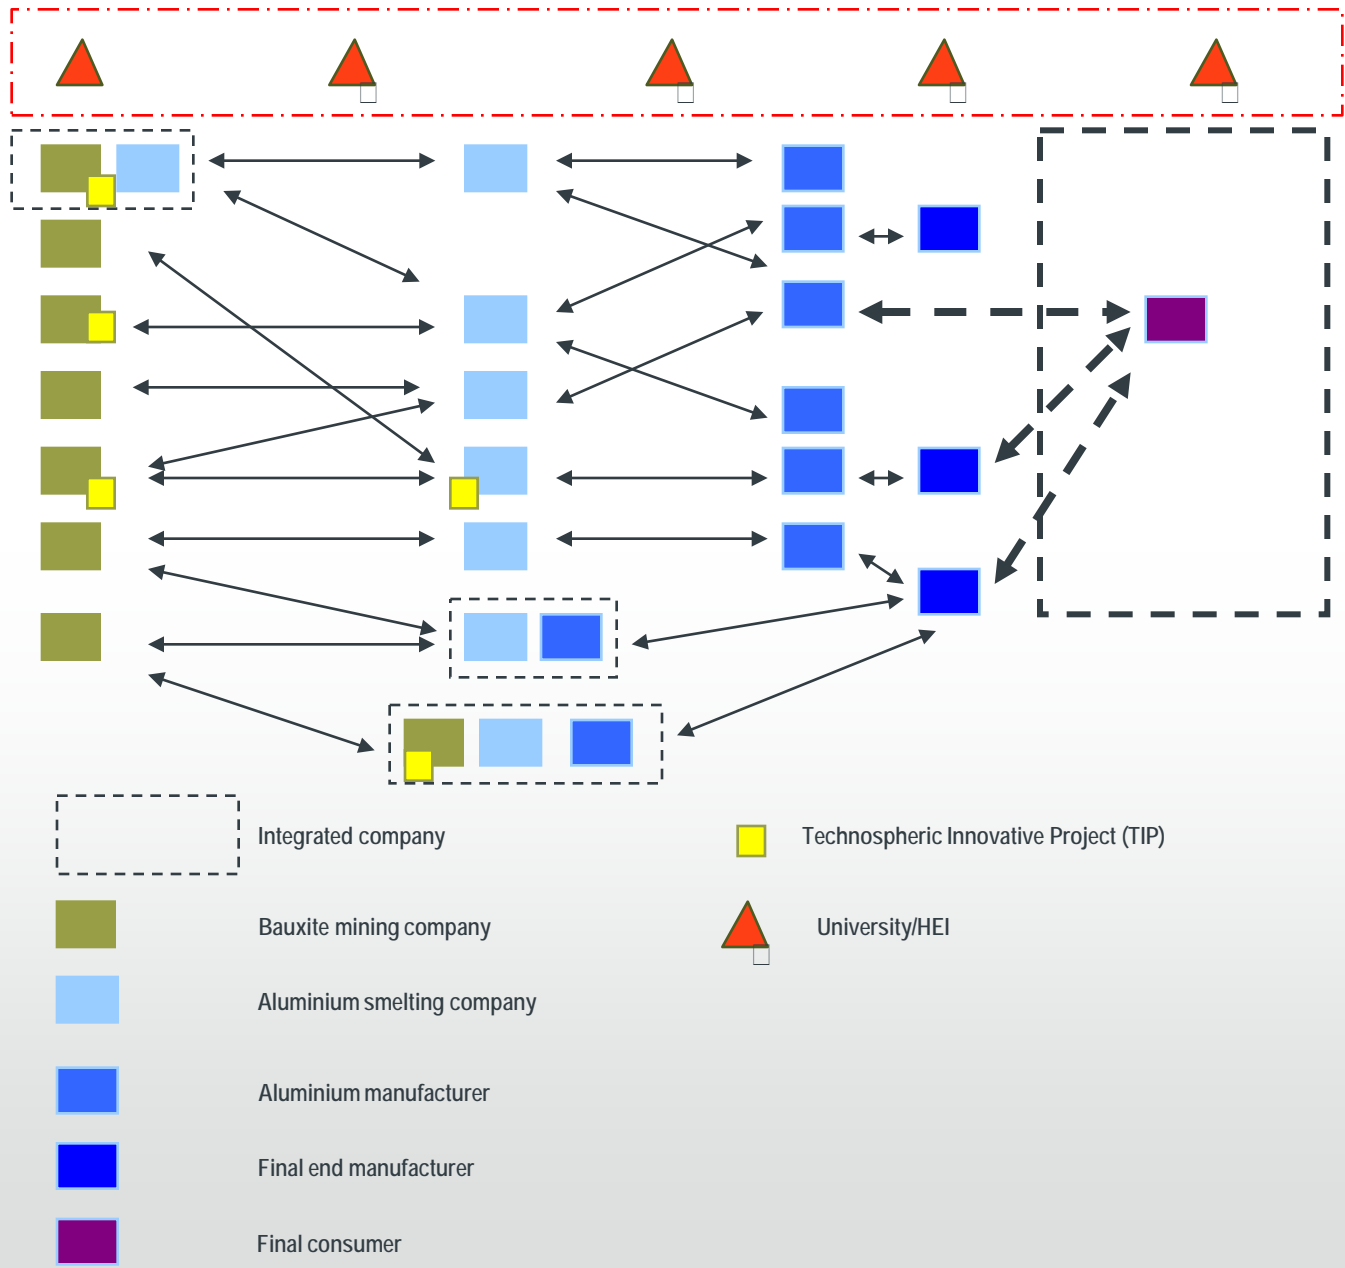 Integrated company
Technospheric Innovative Project (TIP)
Bauxite mining company
University/HEI
Aluminium smelting company
Aluminium manufacturer
Final end manufacturer
Final consumer